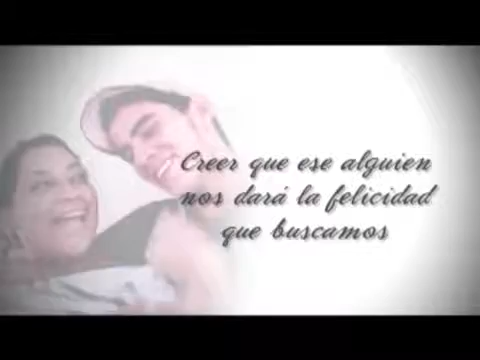 Creer que ese alguien
nos dará la felicidad
que buscamos